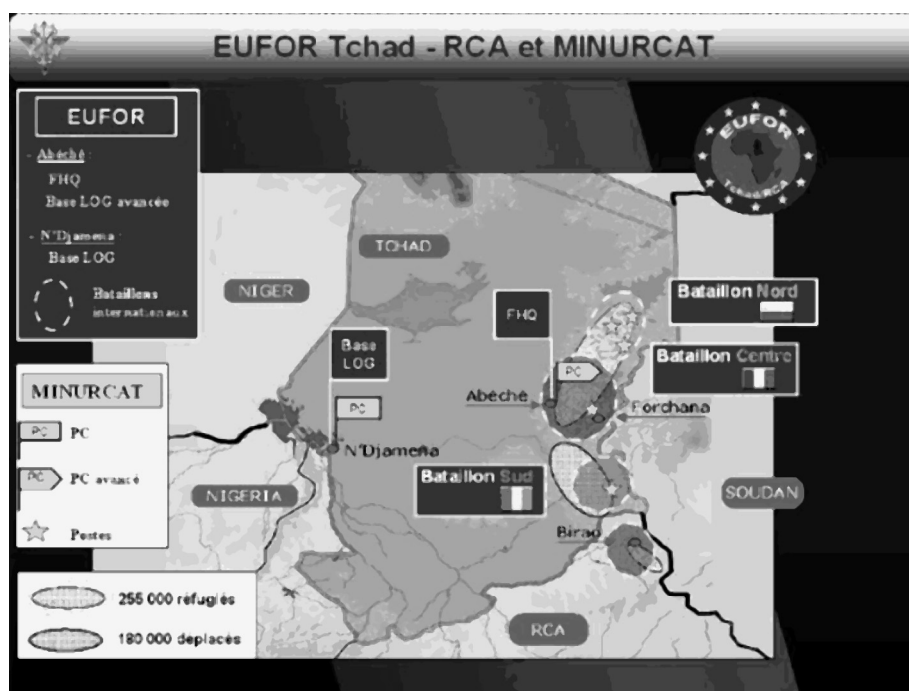 EUFOR Tchad - RCA et MINURCAT
EUFOR
- Abéché :
FHQ
Base LOG avancée
- N'Djamena :
Base LOG
Bataillons
internationaux
MINURCAT
PC PC
PC PC avancé
Postes
255 000 réfugiés
180 000 deplacés
EUFOR
Tchad/RCA
TCHAD
NIGER
FHQ
Bataillon Nord
Base
LOG
Bataillon Centre
PC
Abéché
PC
Forchana
N'Djamena
Bataillon Sud
NIGERIA
SOUDAN
Birao
RCA